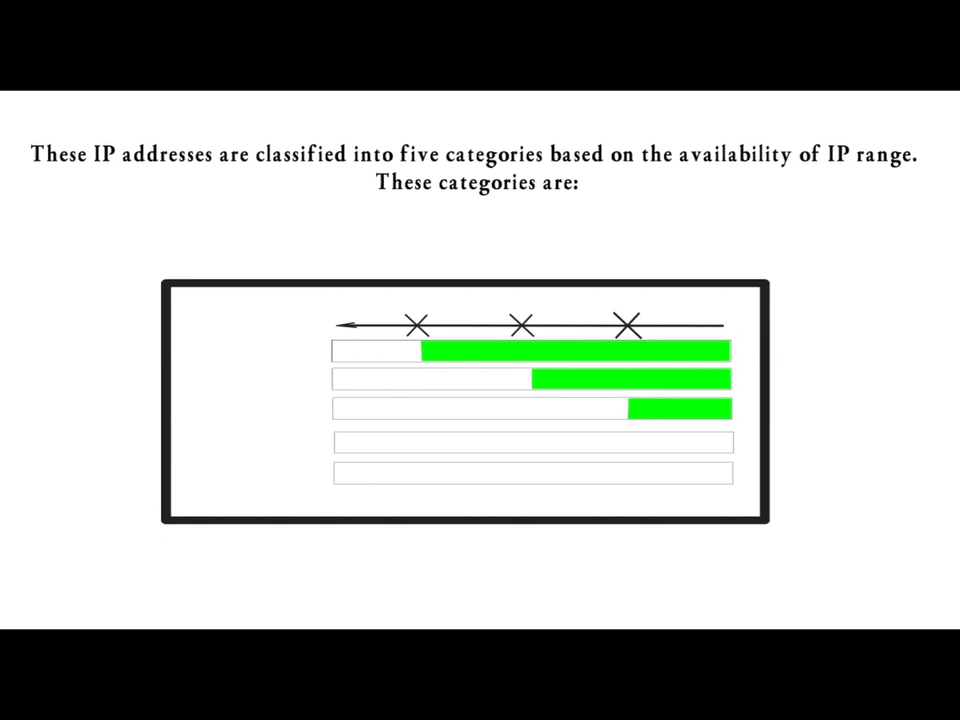 These IP addresses are classified into five categories based on the availability of IP range.
These categories are: